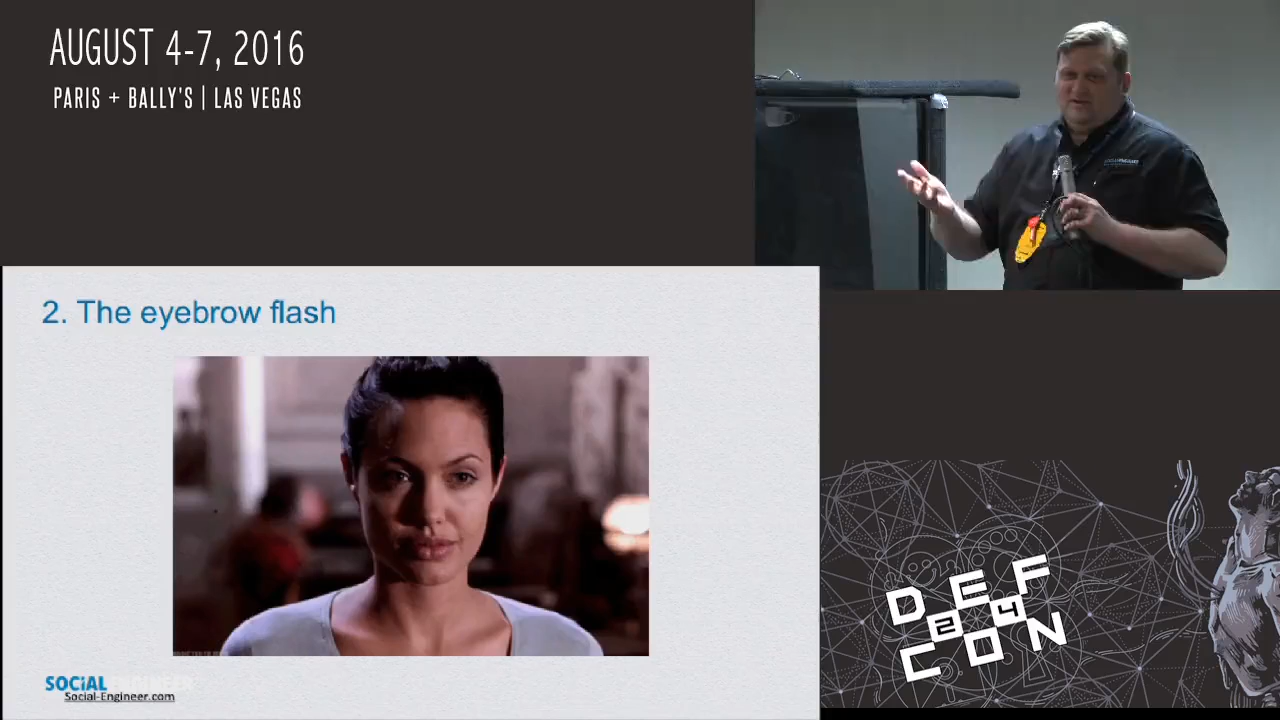 AUGUST 4-7, 2016
PARIS + BALLY'S | LAS VEGAS
2. The eyebrow flash
SOCIAL-ENGINEER
Social-Engineer.com
DEF
24
CON